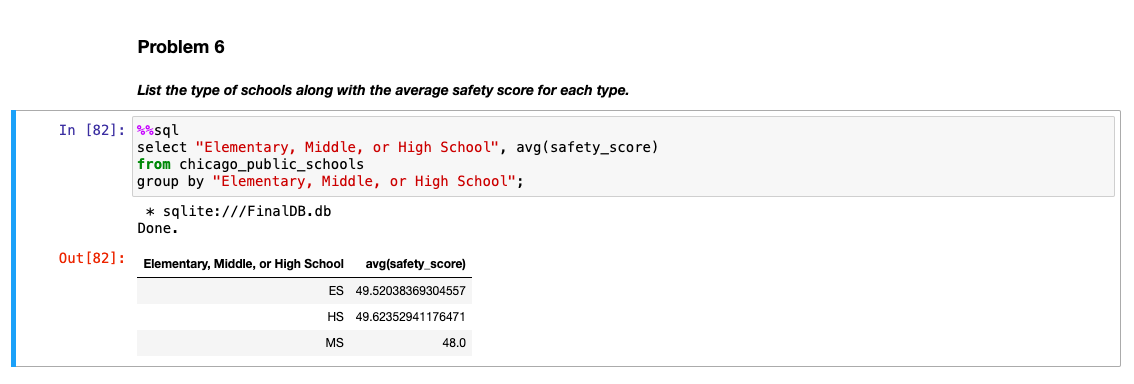 Problem 6
List the type of schools along with the average safety score for each type.
In [82]: %%sql
select "Elementary, Middle, or High School", avg(safety_score)
from chicago_public_schools
group by "Elementary, Middle, or High School";
* sqlite:///FinalDB.db
Done.
Out[82]:
Elementary, Middle, or High School avg(safety_score)
ES 49.52038369304557
HS 49.62352941176471
MS 48.0